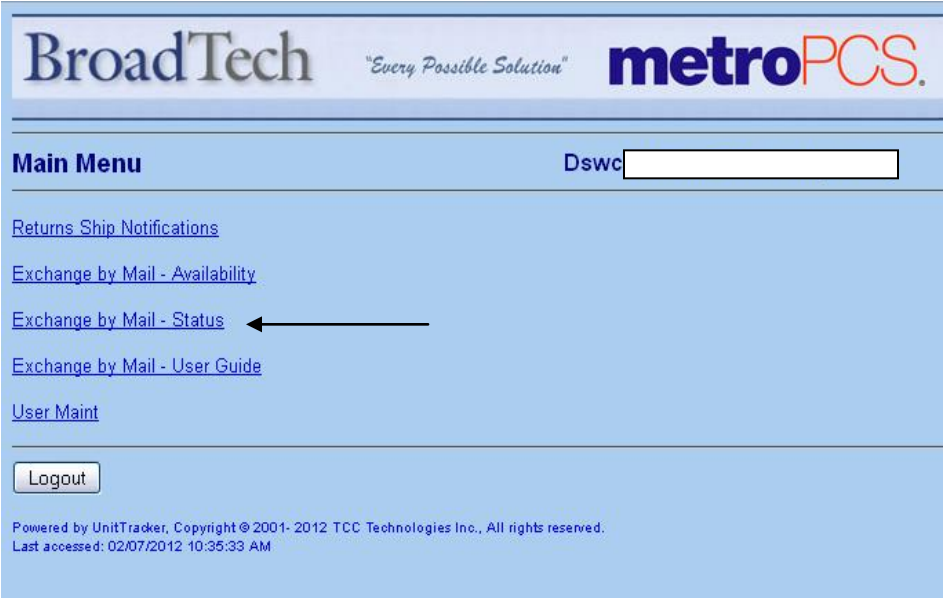 BroadTech "Every Possible Solution" metroPCS.
Main Menu Dswc
Returns Ship Notifications
Exchange by Mail - Availability
Exchange by Mail - Status
Exchange by Mail - User Guide
User Maint
Logout
Powered by UnitTracker, Copyright © 2001- 2012 TCC Technologies Inc., All rights reserved.
Last accessed: 02/07/2012 10:35:33 AM